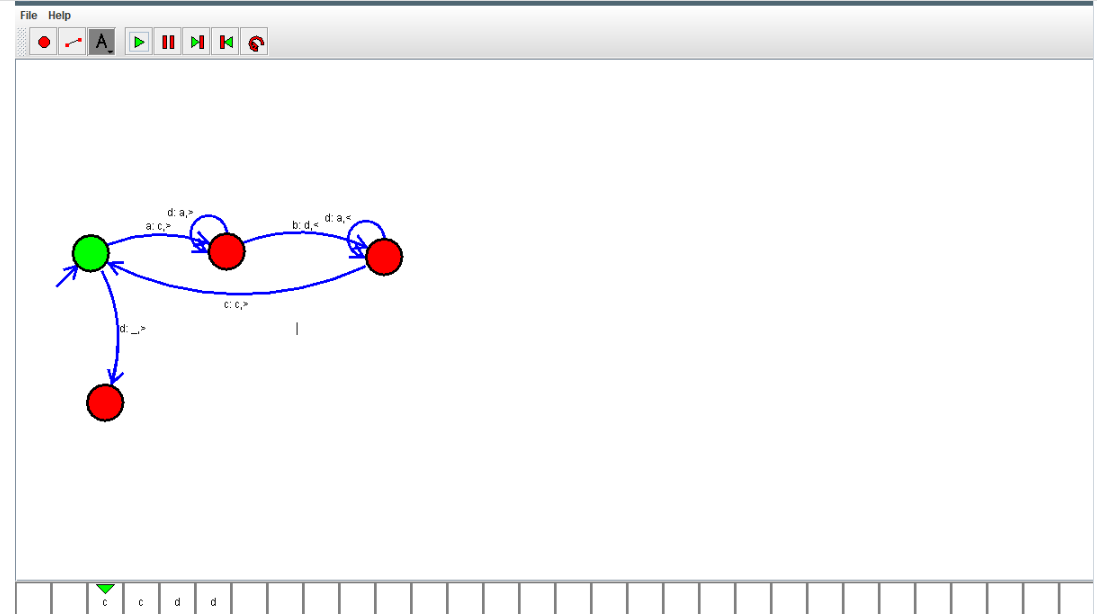 File Help
A
d: a,>
a: c,>
b: d,<
d: a,<
c: c,>
d: _,>
c c d d